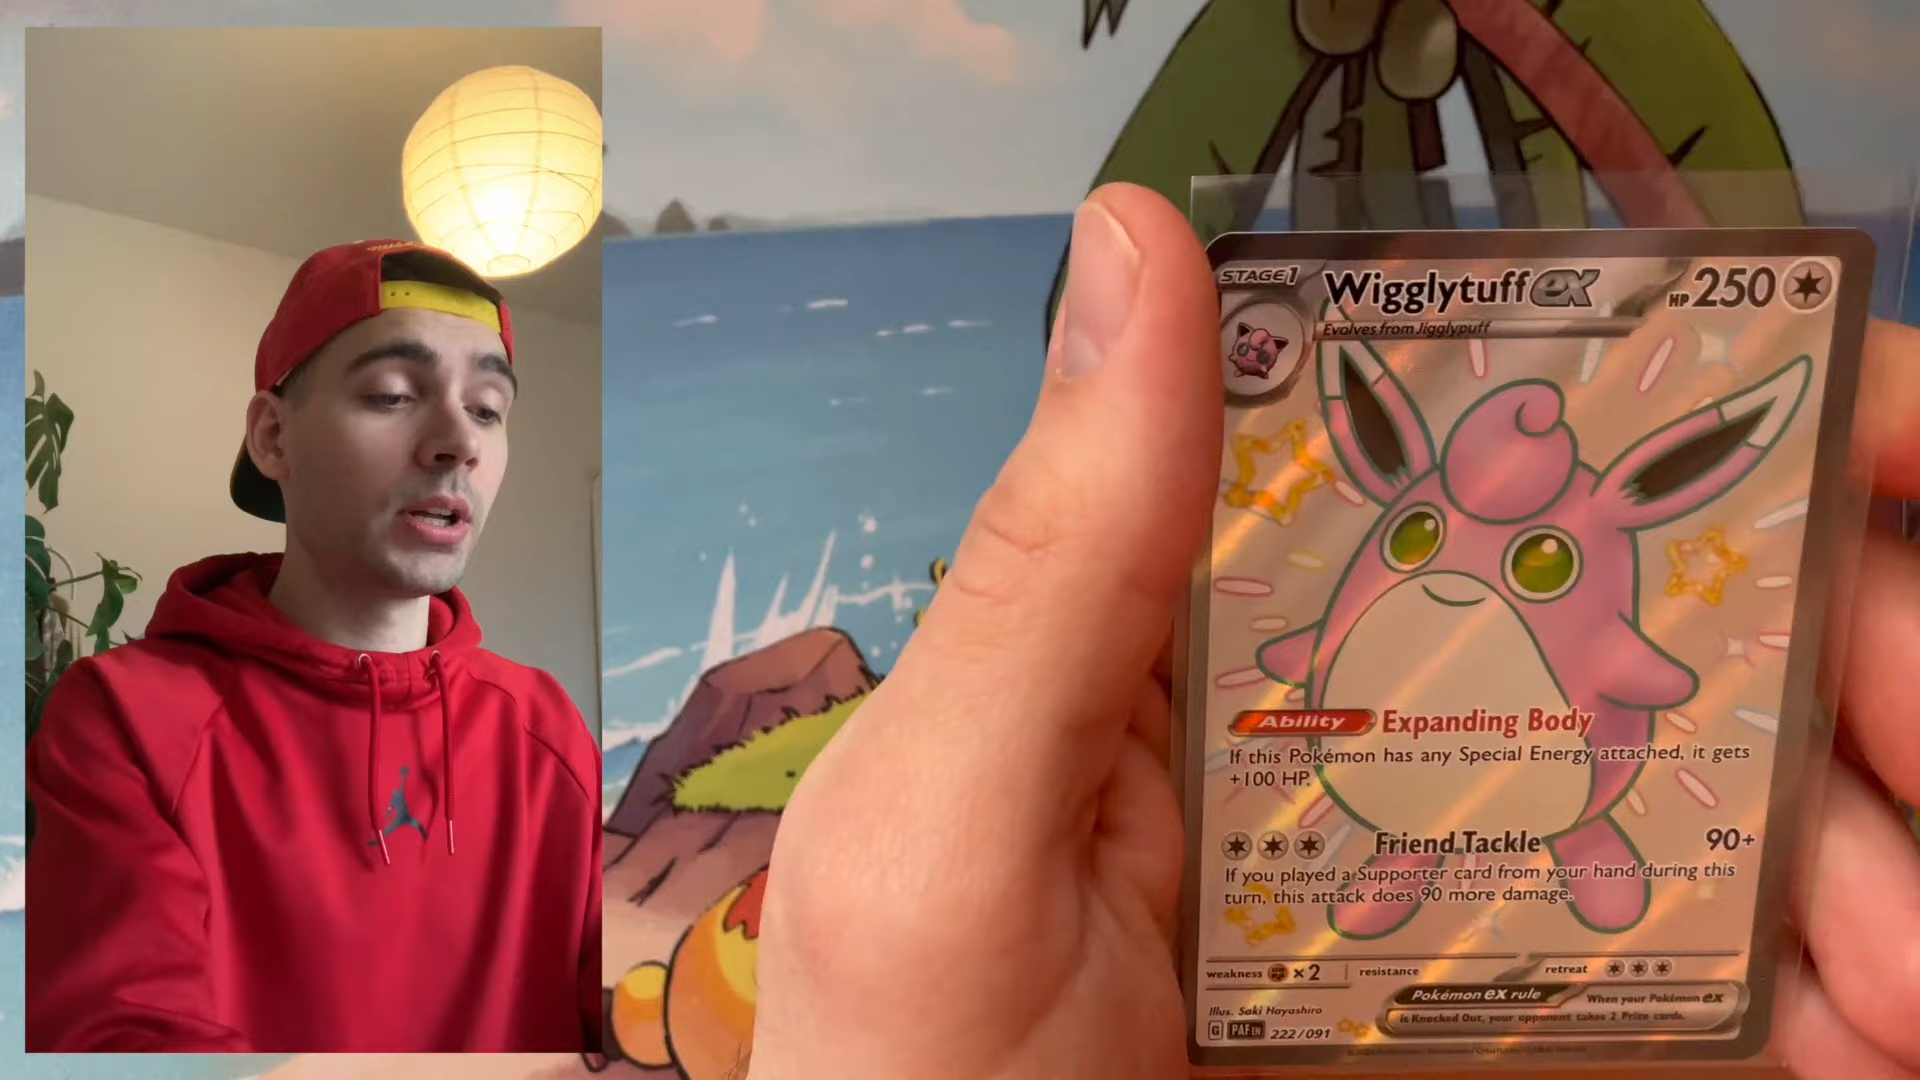 STAGE 1
Wigglytuff ex
HP 250
Evolves from Jigglypuff
Ability Expanding Body
If this Pokémon has any Special Energy attached, it gets
+100 HP.
Friend Tackle 90+
If you played a Supporter card from your hand during this
turn, this attack does 90 more damage.
weakness ×2 resistance retreat
Pokémon ex rule When your Pokémon ex
is Knocked Out, your opponent takes 2 Prize cards.
Illus. Saki Hayashiro
G PAF EN 222/091